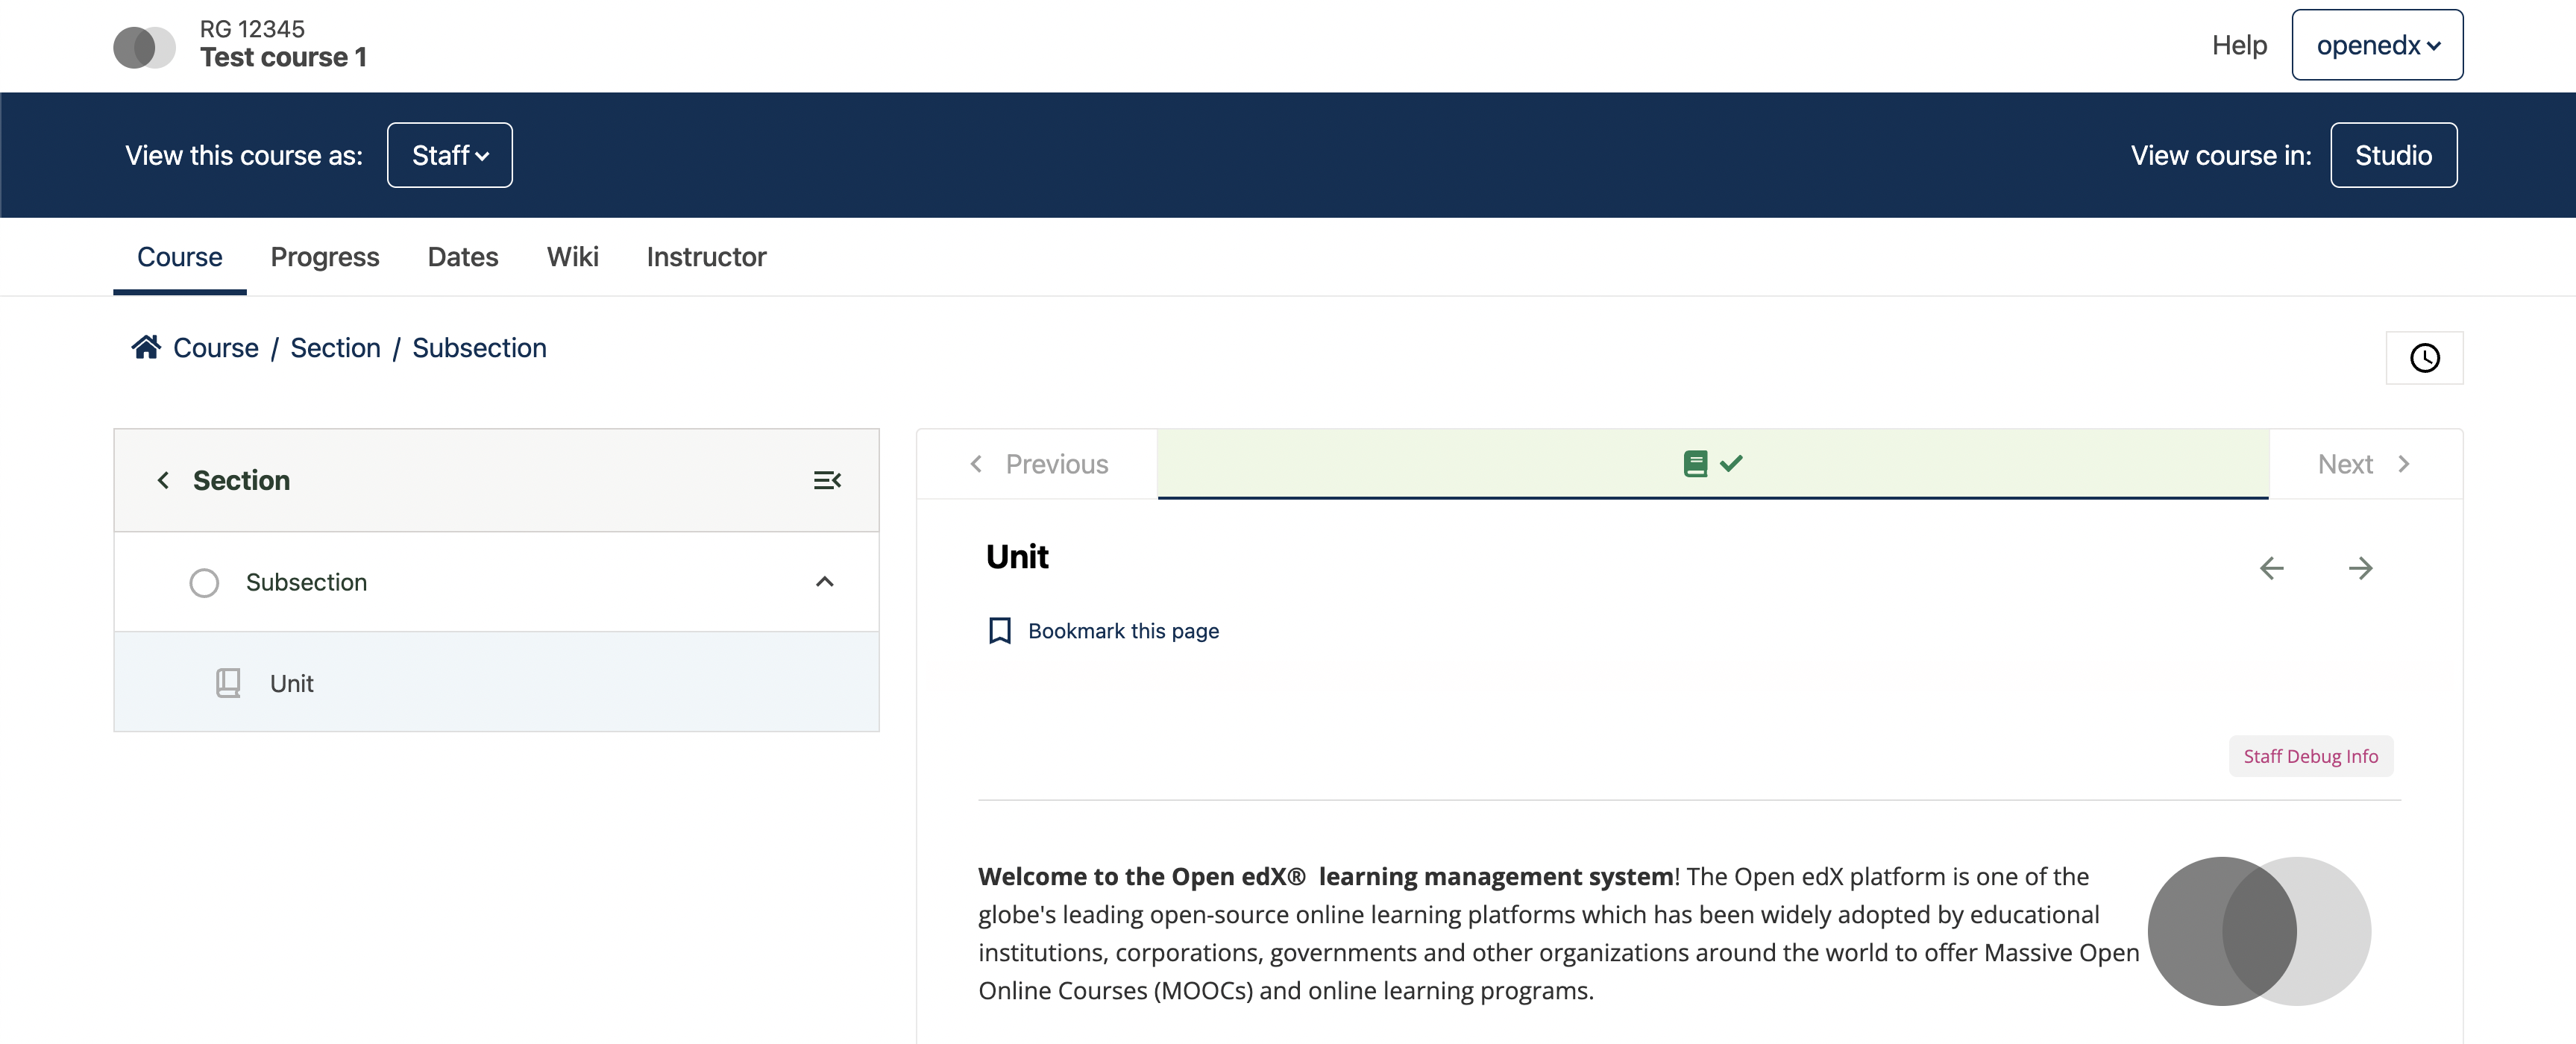 RG 12345
Test course 1
Help
openedx
View this course as:
Staff
View course in:
Studio
Course
Progress
Dates
Wiki
Instructor
Course / Section / Subsection
Section
Subsection
Unit
Previous
Next
Unit
Bookmark this page
Staff Debug Info
Welcome to the Open edX® learning management system! The Open edX platform is one of the
globe's leading open-source online learning platforms which has been widely adopted by educational
institutions, corporations, governments and other organizations around the world to offer Massive Open
Online Courses (MOOCs) and online learning programs.